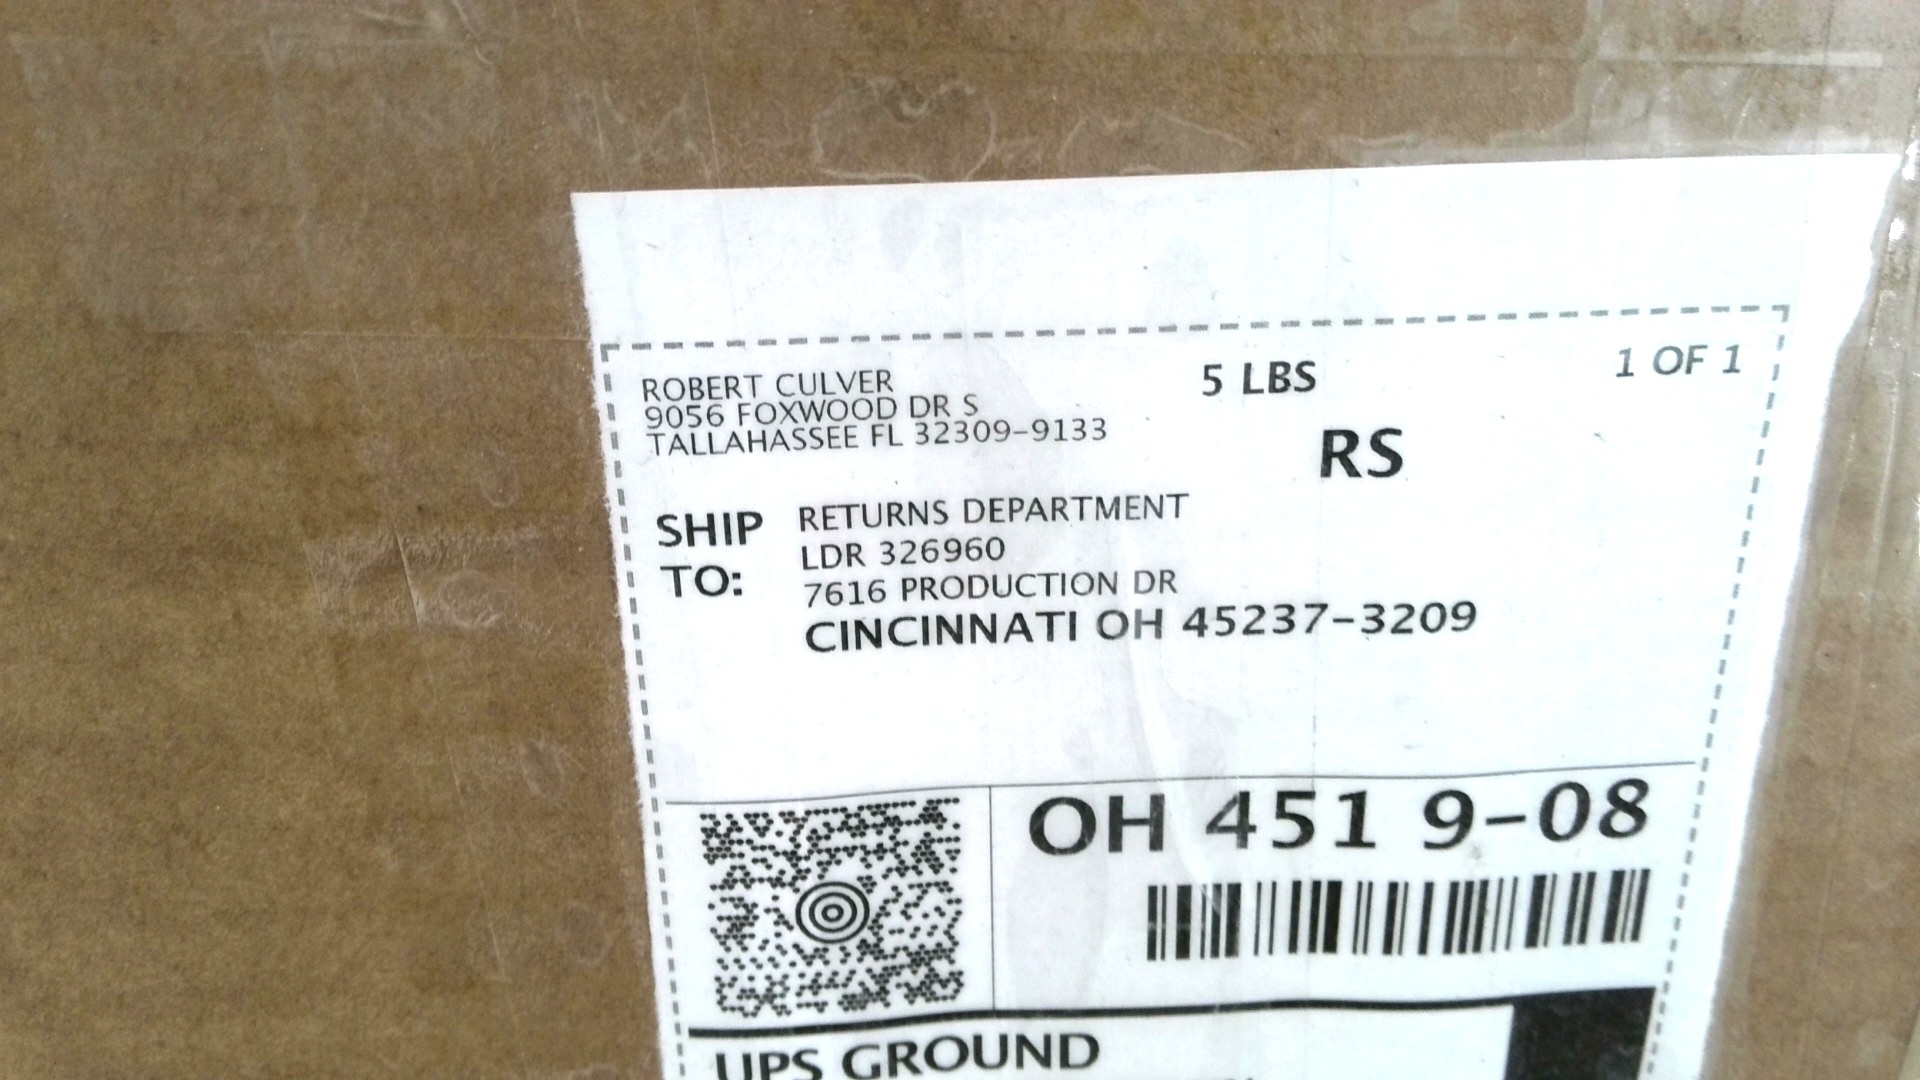 ROBERT CULVER
9056 FOXWOOD DR S
TALLAHASSEE FL 32309-9133
5 LBS
1 OF 1
RS
SHIP TO:
RETURNS DEPARTMENT
LDR 326960
7616 PRODUCTION DR
CINCINNATI OH 45237-3209
OH 451 9-08
UPS GROUND